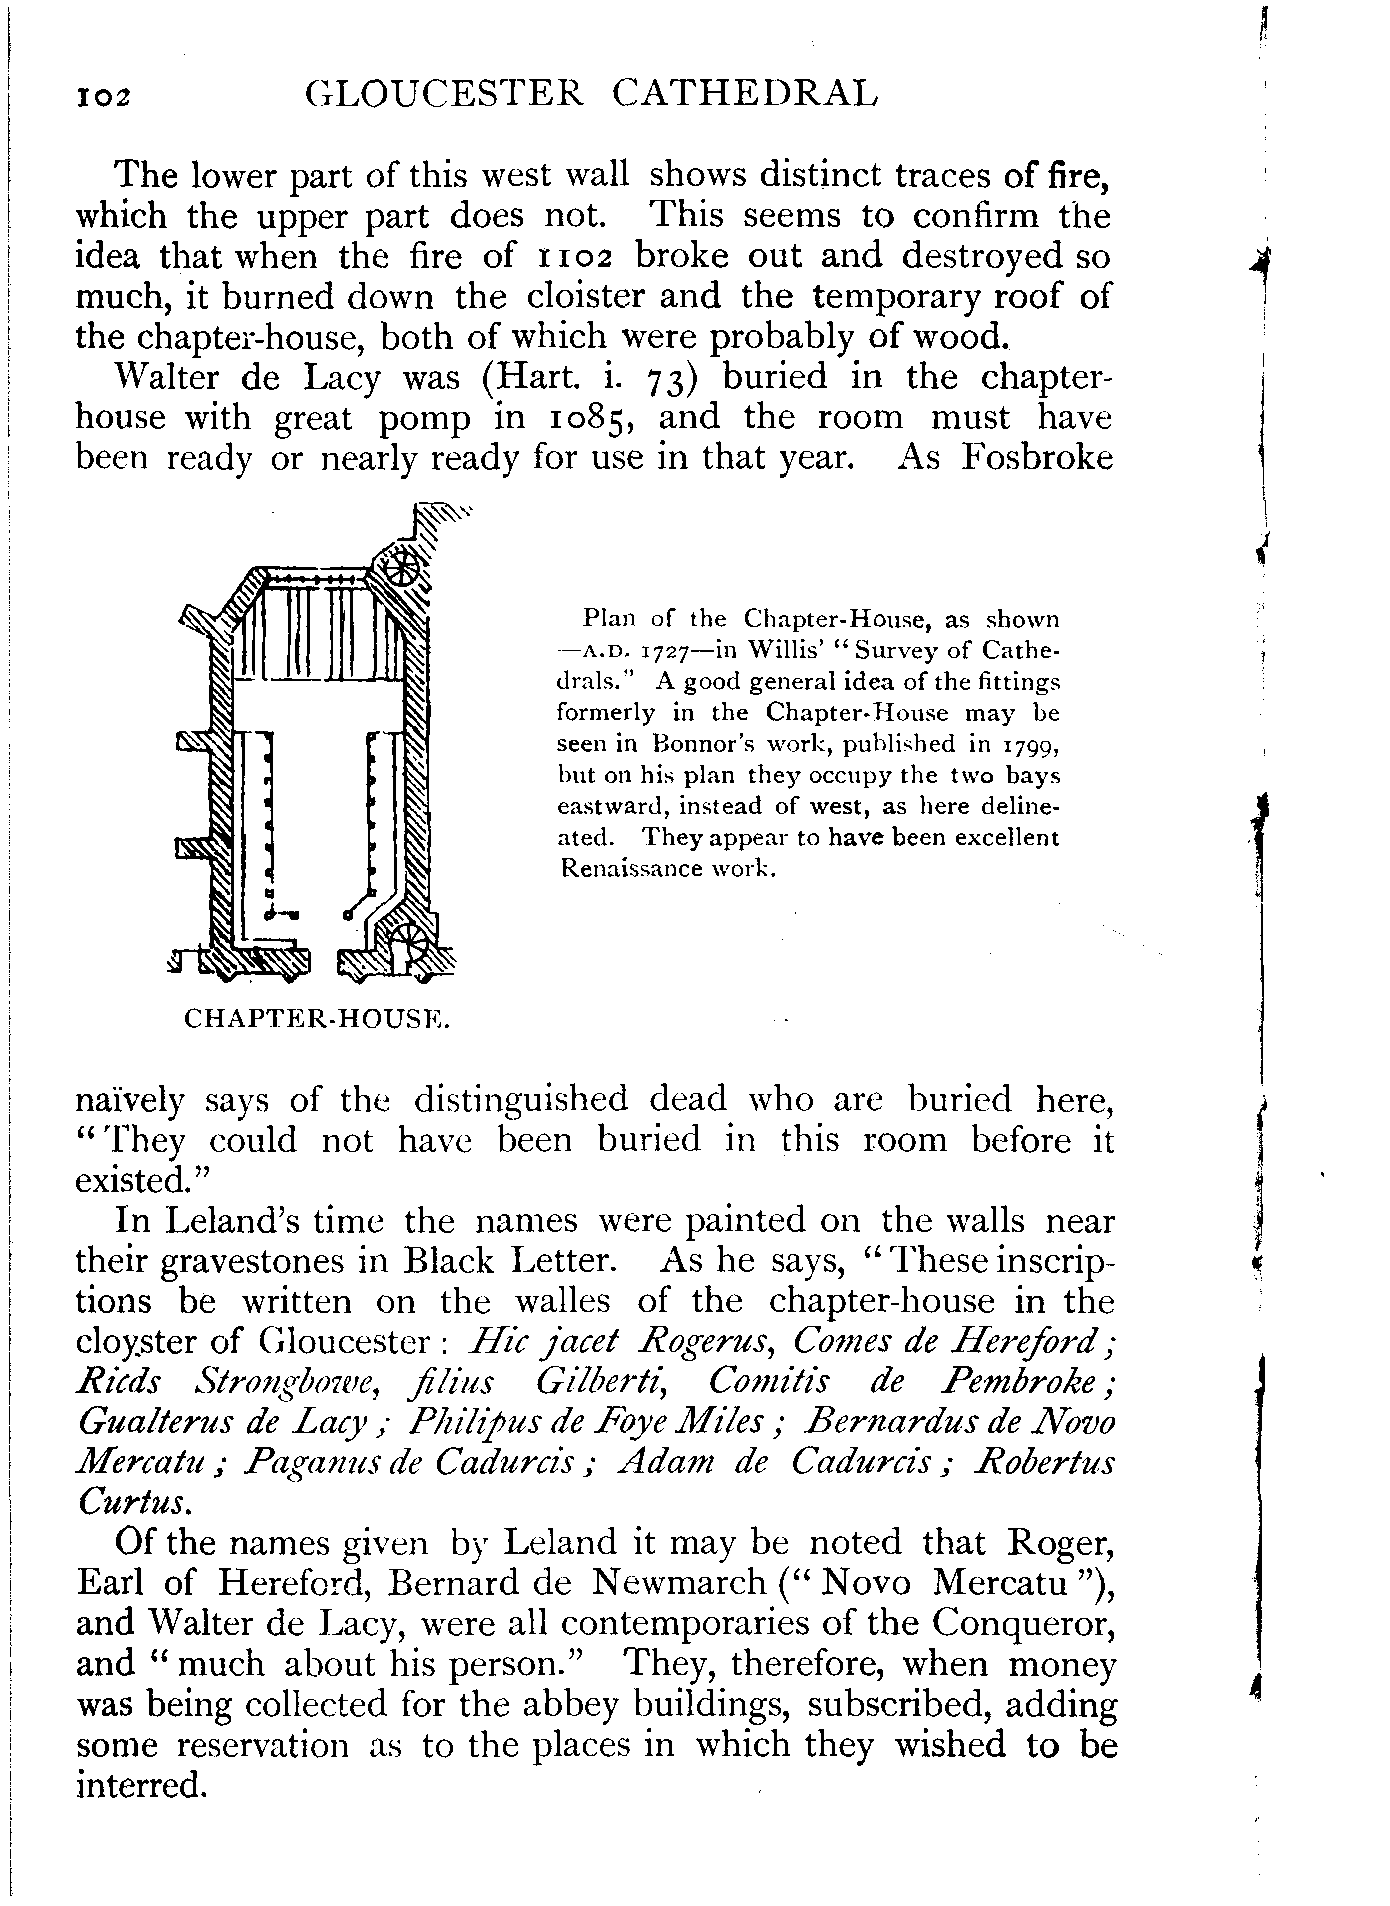 102 GLOUCESTER CATHEDRAL
The lower part of this west wall shows distinct traces of fire,
which the upper part does not. This seems to confirm the
idea that when the fire of 1102 broke out and destroyed so
much, it burned down the cloister and the temporary roof of
the chapter-house, both of which were probably of wood.
Walter de Lacy was (Hart. i. 73) buried in the chapter-
house with great pomp in 1085, and the room must have
been ready or nearly ready for use in that year. As Fosbroke
Plan of the Chapter-House, as shown
—A.D. 1727—in Willis' “Survey of Cathe-
drals.” A good general idea of the fittings
formerly in the Chapter-House may be
seen in Bonnor's work, published in 1799,
but on his plan they occupy the two bays
eastward, instead of west, as here deline-
ated. They appear to have been excellent
Renaissance work.
CHAPTER-HOUSE.
naïvely says of the distinguished dead who are buried here,
“They could not have been buried in this room before it
existed.”
In Leland's time the names were painted on the walls near
their gravestones in Black Letter. As he says, “These inscrip-
tions be written on the walles of the chapter-house in the
cloyster of Gloucester: Hic jacet Rogerus, Comes de Hereford;
Ricds Strongbowe, filius Gilberti, Comitis de Pembroke;
Gualterus de Lacy; Philipus de Foye Miles; Bernardus de Novo
Mercatu; Paganus de Cadurcis; Adam de Cadurcis; Robertus
Curtus.
Of the names given by Leland it may be noted that Roger,
Earl of Hereford, Bernard de Newmarch (“Novo Mercatu”),
and Walter de Lacy, were all contemporaries of the Conqueror,
and “much about his person.” They, therefore, when money
was being collected for the abbey buildings, subscribed, adding
some reservation as to the places in which they wished to be
interred.